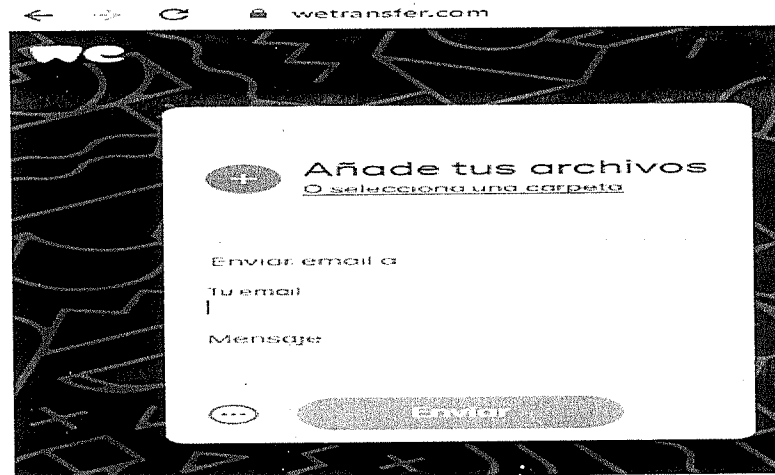 wetransfer.com
we
Añade tus archivos
O selecciona una carpeta
Enviar email a
Tu email
Mensaje
Enviar